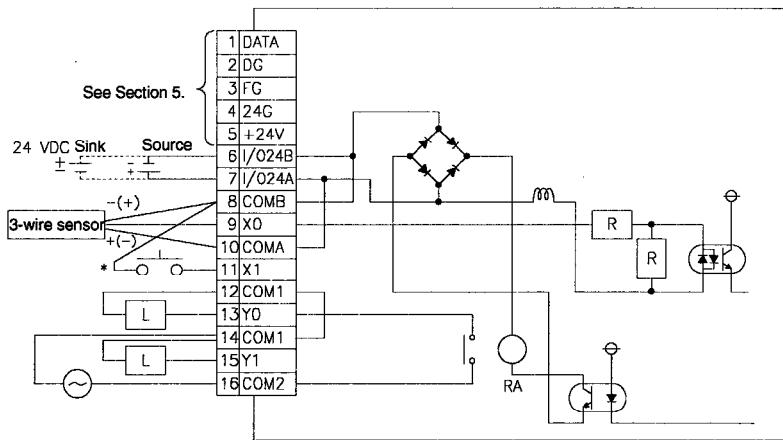 1 DATA
2 DG
3 FG
4 24G
5 +24V
6 I/O24B
7 I/O24A
8 COMB
9 X0
10 COMA
11 X1
12 COM1
13 Y0
14 COM1
15 Y1
16 COM2
See Section 5.
24 VDC Sink Source
± - +
-(+)
3-wire sensor
+(-)
*
L
L
R
R
RA